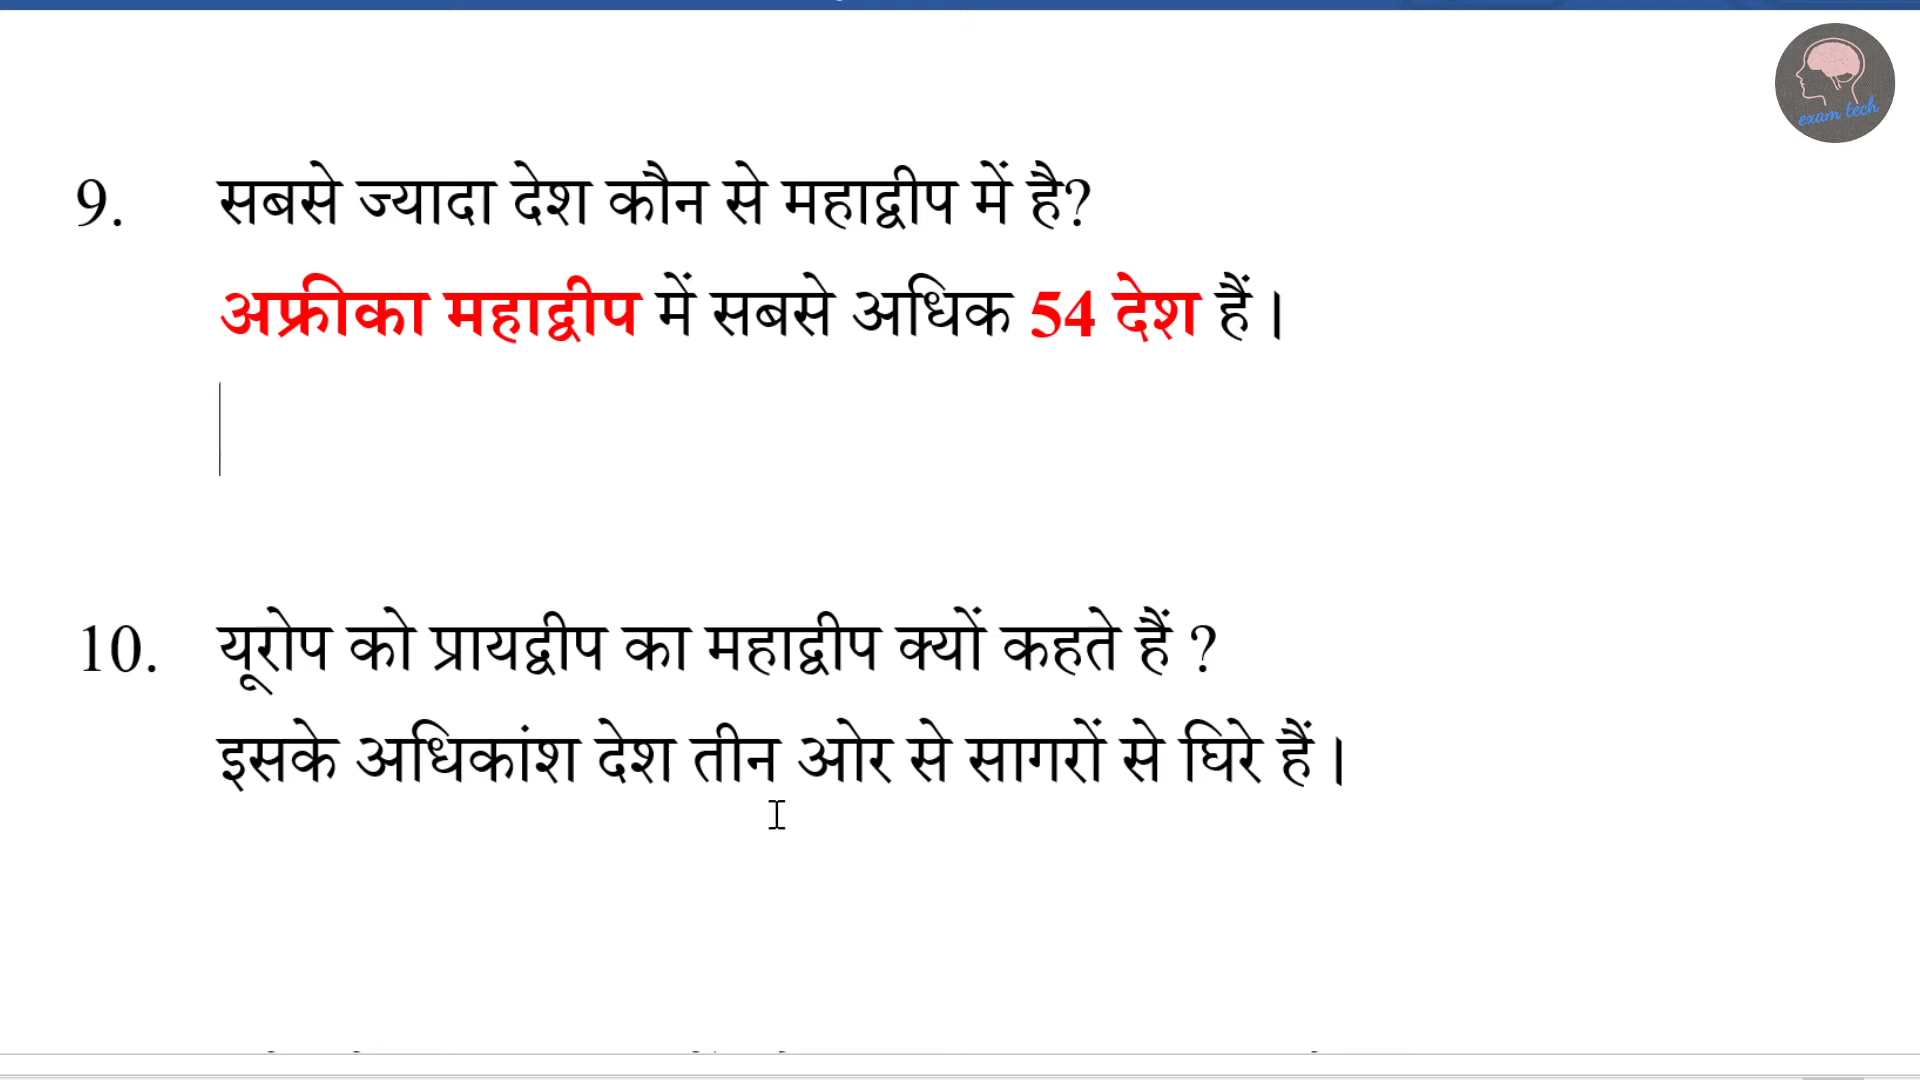 exam tech
9. सबसे ज्यादा देश कौन से महाद्वीप में है?
अफ्रीका महाद्वीप में सबसे अधिक 54 देश हैं।
10. यूरोप को प्रायद्वीप का महाद्वीप क्यों कहते हैं ?
इसके अधिकांश देश तीन ओर से सागरों से घिरे हैं।